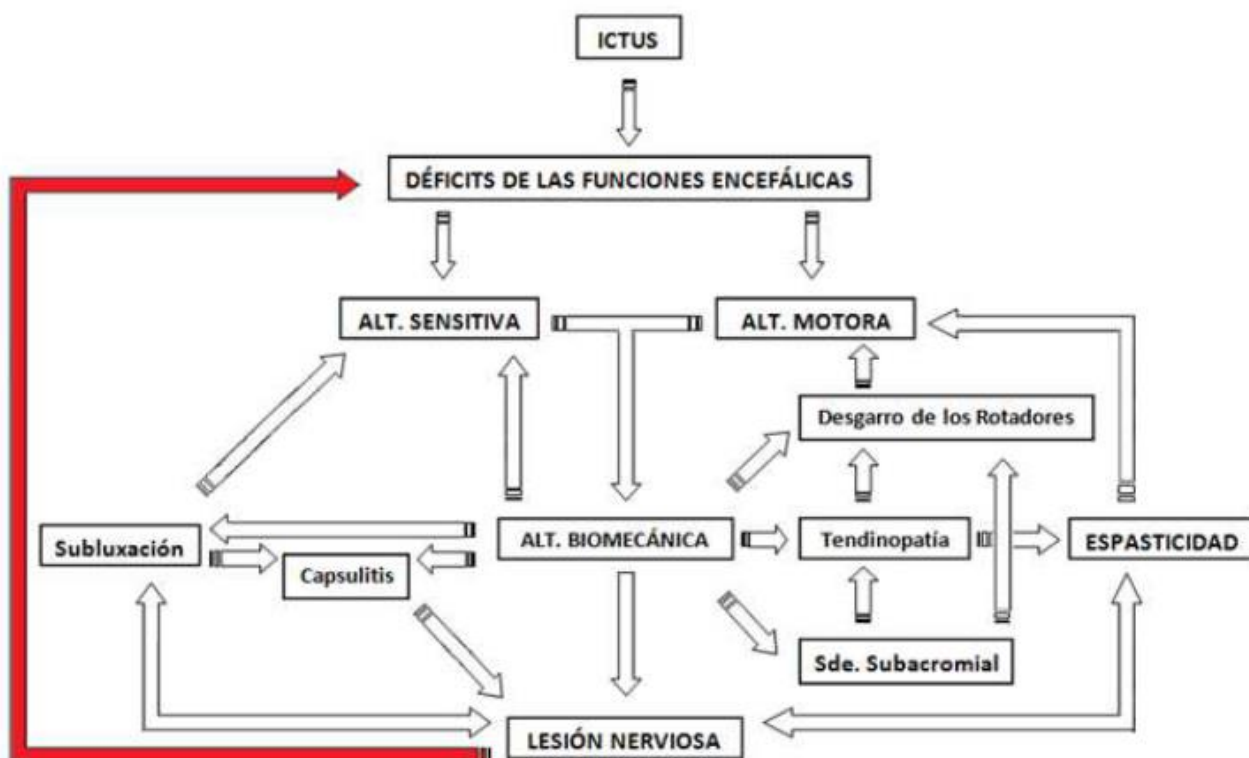 ICTUS
DÉFICITS DE LAS FUNCIONES ENCEFÁLICAS
ALT. SENSITIVA
ALT. MOTORA
Desgarro de los Rotadores
Subluxación
Capsulitis
ALT. BIOMECÁNICA
Tendinopatía
ESPASTICIDAD
Sde. Subacromial
LESIÓN NERVIOSA